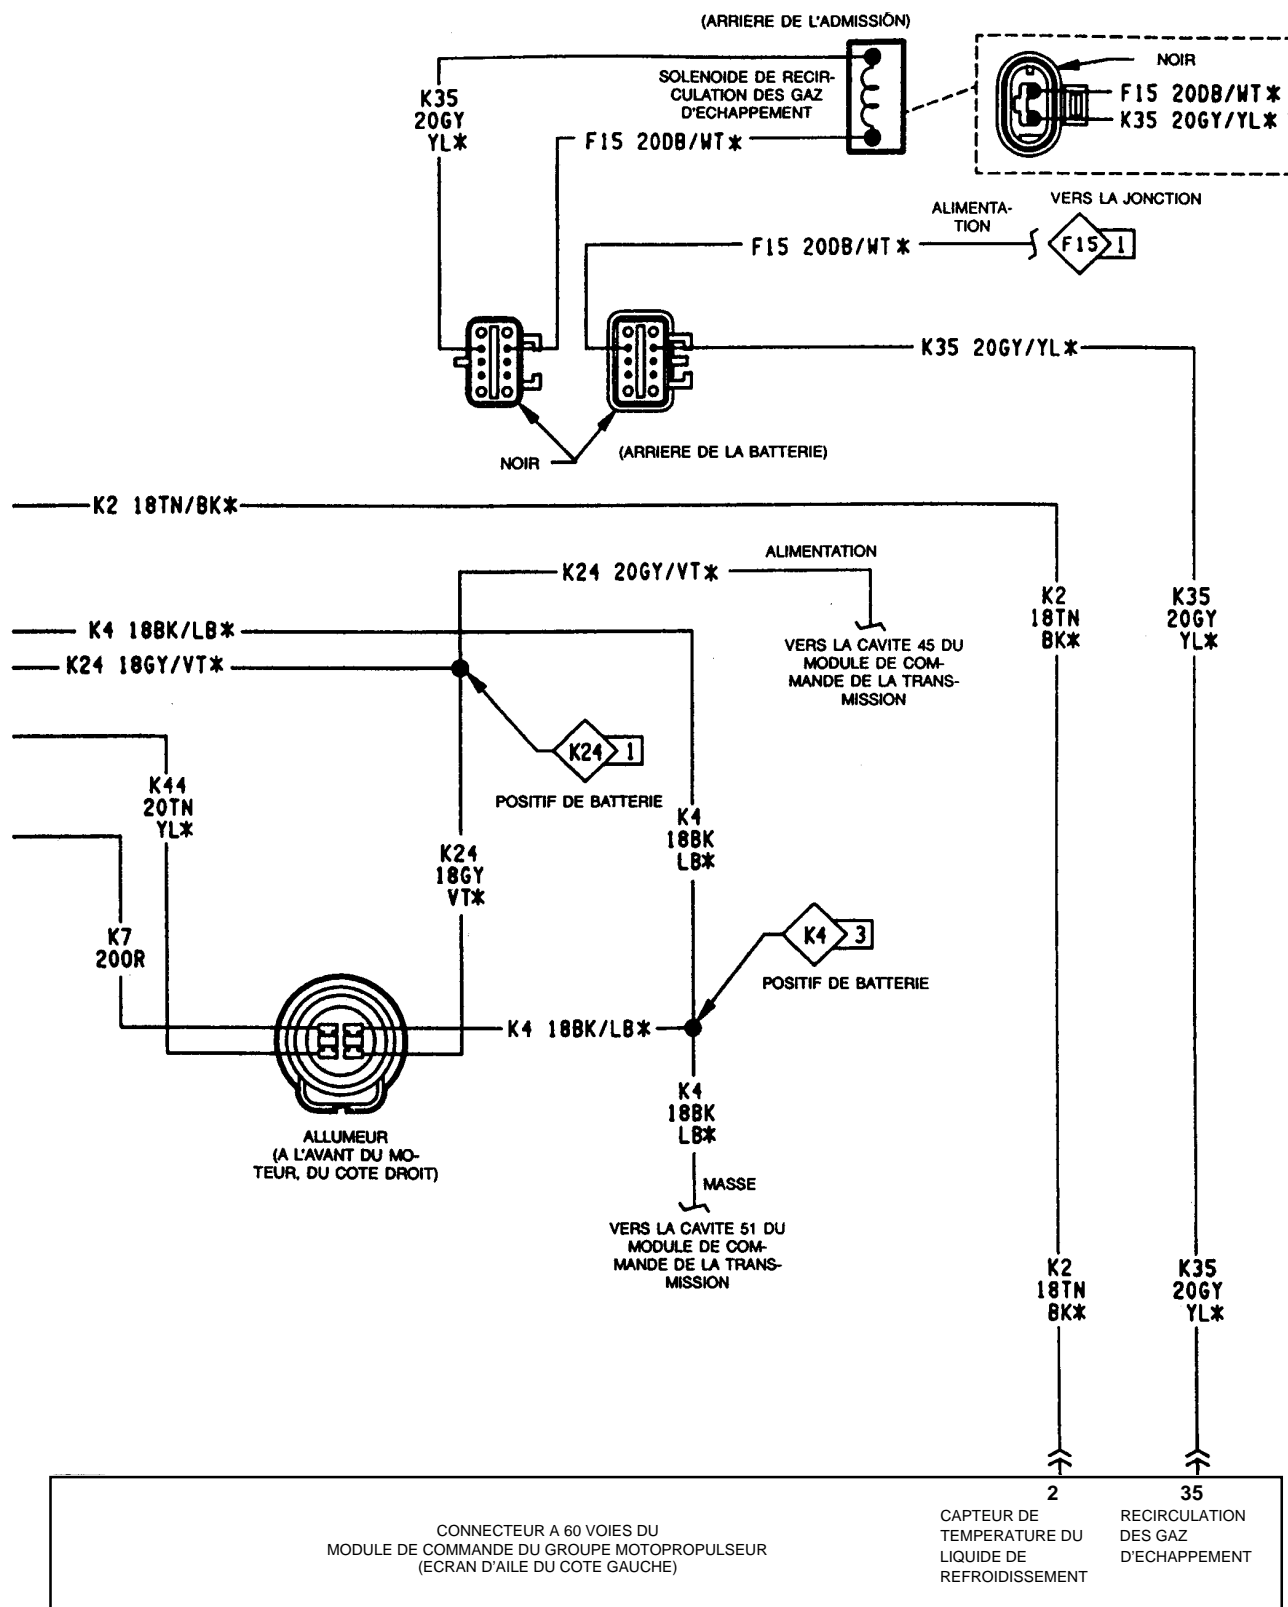 (ARRIERE DE L'ADMISSION)
NOIR
SOLENOIDE DE RECIR-
CULATION DES GAZ
D'ECHAPPEMENT
K35
20GY
YL*
F15 20DB/WT*
F15 20DB/WT*
K35 20GY/YL*
VERS LA JONCTION
ALIMENTA-
TION
F15 20DB/WT*
F15 1
K35 20GY/YL*
NOIR
(ARRIERE DE LA BATTERIE)
K2 18TN/BK*
ALIMENTATION
K24 20GY/VT*
K2
18TN
BK*
K35
20GY
YL*
K4 18BK/LB*
VERS LA CAVITE 45 DU
MODULE DE COM-
MANDE DE LA TRANS-
MISSION
K24 18GY/VT*
K24 1
POSITIF DE BATTERIE
K44
20TN
YL*
K4
18BK
LB*
K24
18GY
VT*
K7
20OR
K4 3
POSITIF DE BATTERIE
K4 18BK/LB*
K4
18BK
LB*
ALLUMEUR
(A L'AVANT DU MO-
TEUR, DU COTE DROIT)
MASSE
VERS LA CAVITE 51 DU
MODULE DE COM-
MANDE DE LA TRANS-
MISSION
K2
18TN
BK*
K35
20GY
YL*
2
35
CONNECTEUR A 60 VOIES DU
MODULE DE COMMANDE DU GROUPE MOTOPROPULSEUR
(ECRAN D'AILE DU COTE GAUCHE)
CAPTEUR DE
TEMPERATURE DU
LIQUIDE DE
REFROIDISSEMENT
RECIRCULATION
DES GAZ
D'ECHAPPEMENT